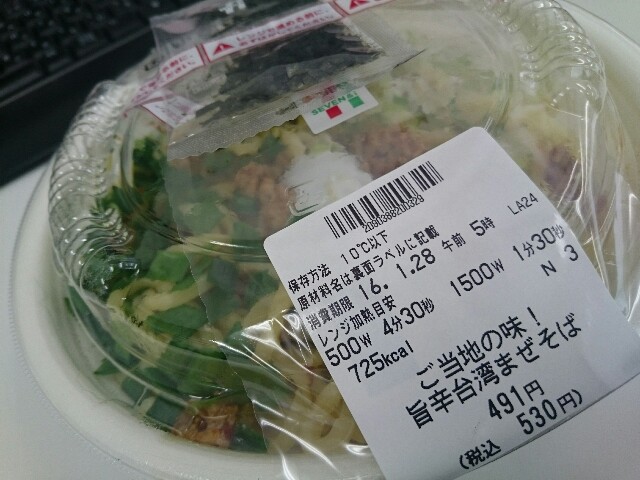 2080882100323
LA24
保存方法 10℃以下
原材料名は裏面ラベルに記載
消費期限 16. 1.28 午前 5時
レンジ加熱目安
500W 4分30秒 1500W 1分30秒
725kcal N 3
ご当地の味!
旨辛台湾まぜそば
491円
(税込 530円)